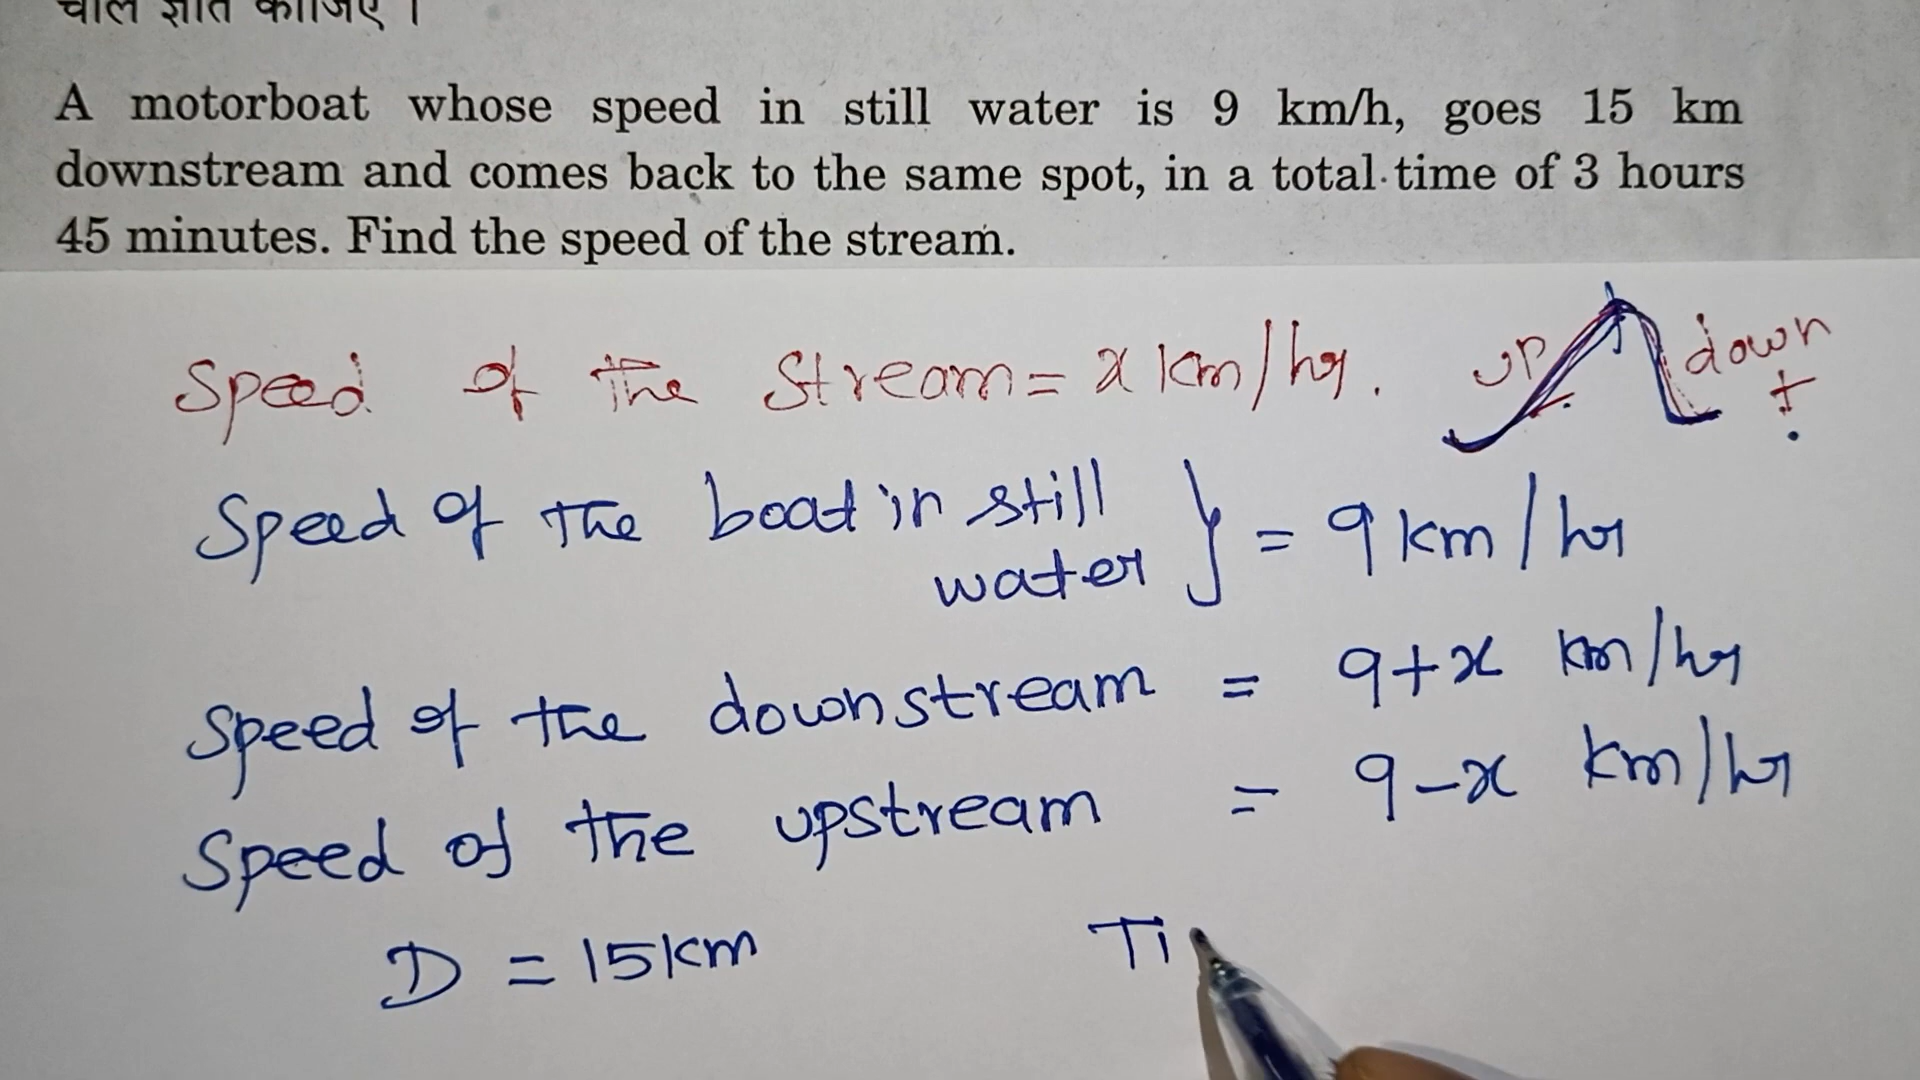 चाल ज्ञात कीजिए ।
A motorboat whose speed in still water is 9 km/h, goes 15 km
downstream and comes back to the same spot, in a total time of 3 hours
45 minutes. Find the speed of the stream.
Speed of the Stream = x km/hr.
up
down
+
Speed of the boat in still
water } = 9 km/hr
Speed of the downstream = 9+x km/hr
Speed of the upstream = 9-x km/hr
D = 15km
Ti